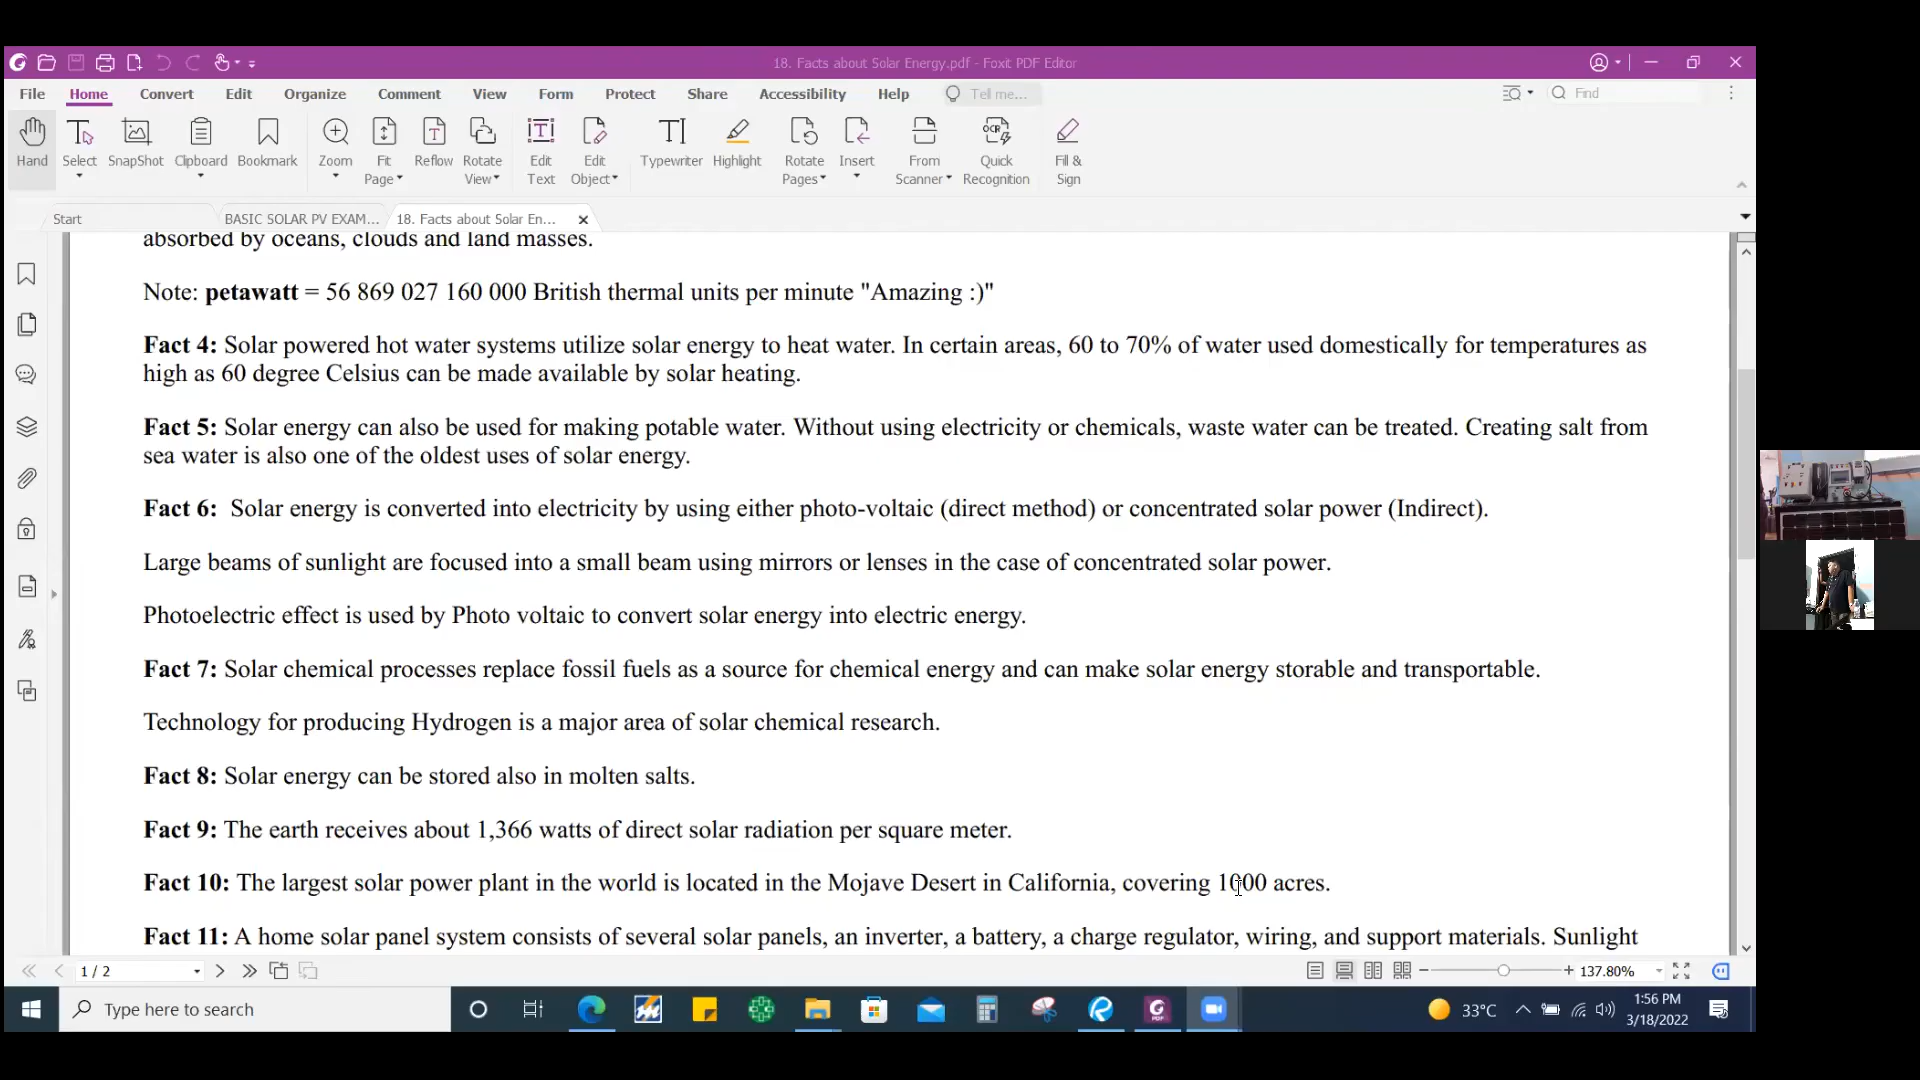 18. Facts about Solar Energy.pdf - Foxit PDF Editor
File Home Convert Edit Organize Comment View Form Protect Share Accessibility Help Tell me... Find
Hand Select SnapShot Clipboard Bookmark Zoom Fit Page Reflow Rotate View Edit Text Edit Object Typewriter Highlight Rotate Pages Insert From Scanner Quick Recognition Fill & Sign
Start BASIC SOLAR PV EXAM... 18. Facts about Solar En...
absorbed by oceans, clouds and land masses.
Note: petawatt = 56 869 027 160 000 British thermal units per minute "Amazing :)"
Fact 4: Solar powered hot water systems utilize solar energy to heat water. In certain areas, 60 to 70% of water used domestically for temperatures as
high as 60 degree Celsius can be made available by solar heating.
Fact 5: Solar energy can also be used for making potable water. Without using electricity or chemicals, waste water can be treated. Creating salt from
sea water is also one of the oldest uses of solar energy.
Fact 6: Solar energy is converted into electricity by using either photo-voltaic (direct method) or concentrated solar power (Indirect).
Large beams of sunlight are focused into a small beam using mirrors or lenses in the case of concentrated solar power.
Photoelectric effect is used by Photo voltaic to convert solar energy into electric energy.
Fact 7: Solar chemical processes replace fossil fuels as a source for chemical energy and can make solar energy storable and transportable.
Technology for producing Hydrogen is a major area of solar chemical research.
Fact 8: Solar energy can be stored also in molten salts.
Fact 9: The earth receives about 1,366 watts of direct solar radiation per square meter.
Fact 10: The largest solar power plant in the world is located in the Mojave Desert in California, covering 1000 acres.
Fact 11: A home solar panel system consists of several solar panels, an inverter, a battery, a charge regulator, wiring, and support materials. Sunlight
1 / 2 137.80%
Type here to search 33°C 1:56 PM
3/18/2022